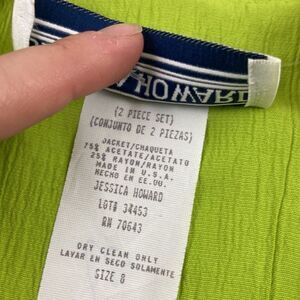 HOWARD
(2 PIECE SET)
(CONJUNTO DE 2 PIEZAS)
JACKET/CHAQUETA
75% ACETATE/ACETATO
25% RAYON/RAYON
MADE IN U.S.A.
HECHO EN EE.UU.
JESSICA HOWARD
LOT# 34453
RN 70643
DRY CLEAN ONLY
LAVAR EN SECO SOLAMENTE
SIZE 8